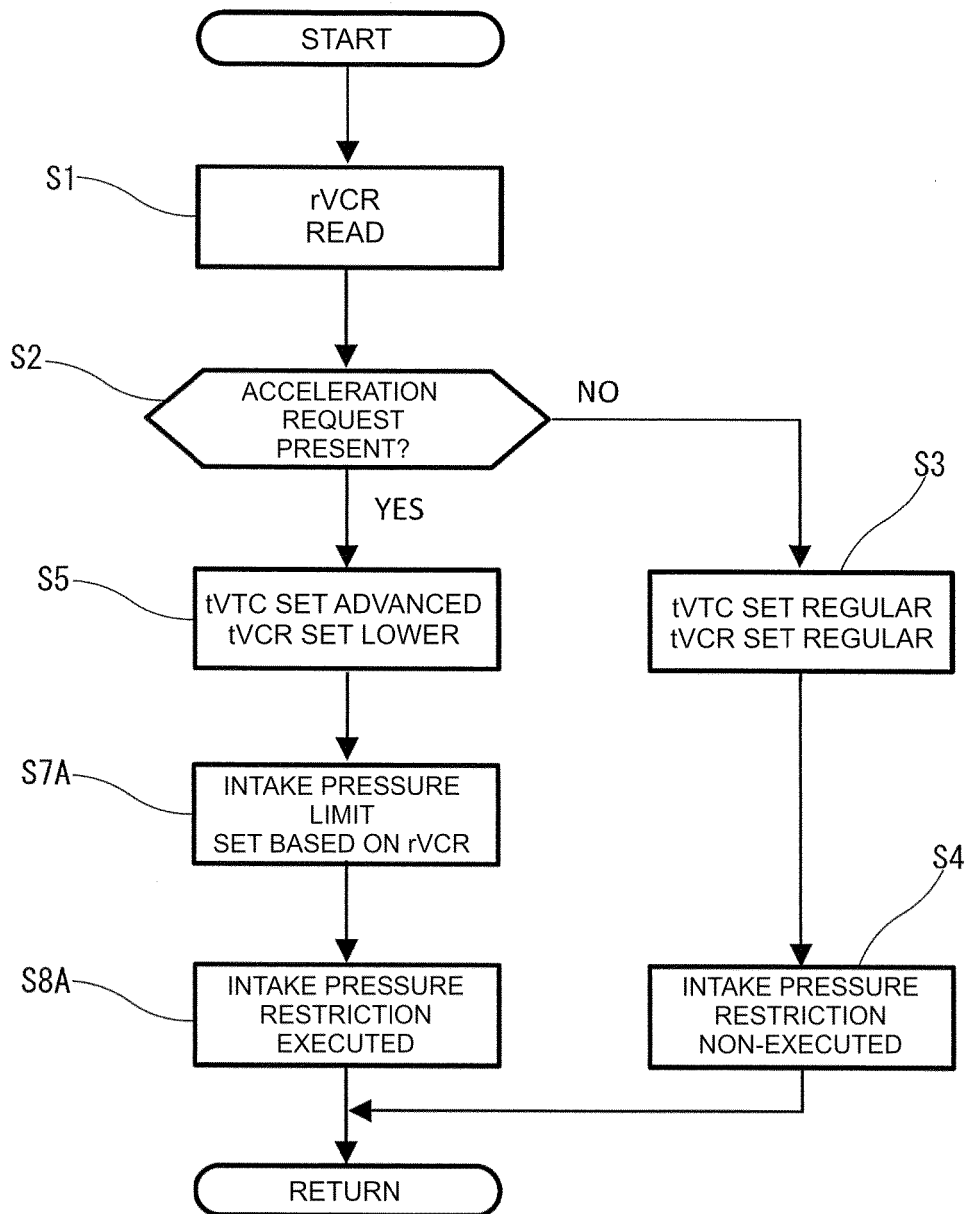 START
S1
rVCR
READ
S2
ACCELERATION
REQUEST
PRESENT?
NO
YES
S3
S5
tVTC SET ADVANCED
tVCR SET LOWER
tVTC SET REGULAR
tVCR SET REGULAR
S7A
INTAKE PRESSURE
LIMIT
SET BASED ON rVCR
S4
S8A
INTAKE PRESSURE
RESTRICTION
EXECUTED
INTAKE PRESSURE
RESTRICTION
NON-EXECUTED
RETURN